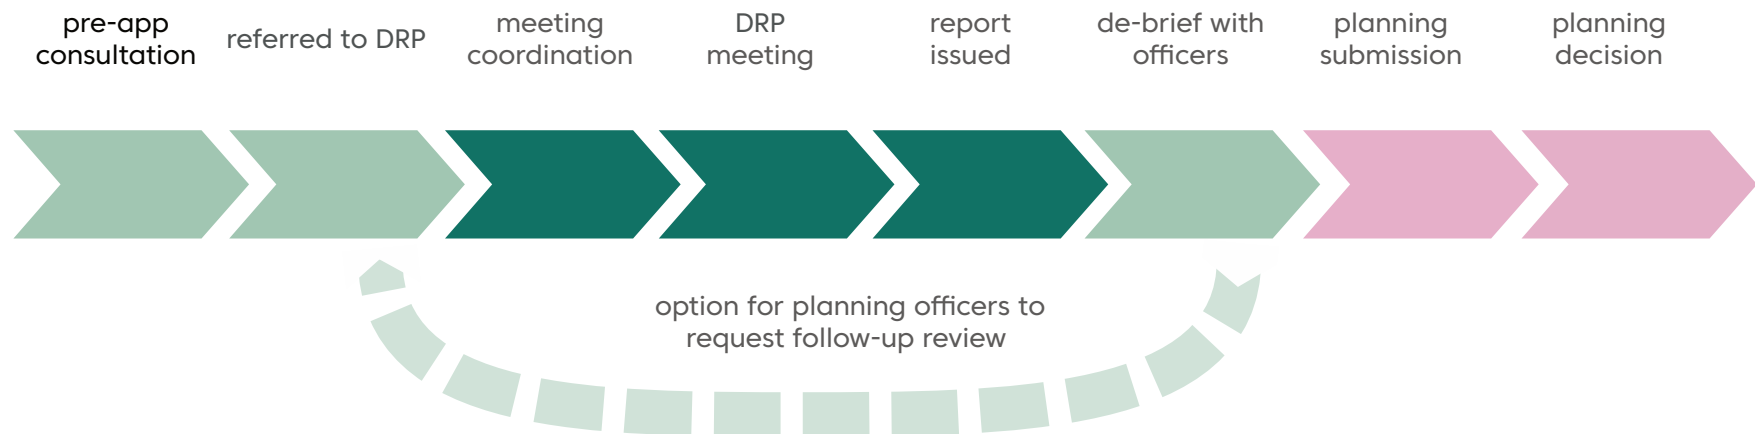 pre-app
consultation
referred to DRP
meeting
coordination
DRP
meeting
report
issued
de-brief with
officers
planning
submission
planning
decision
option for planning officers to
request follow-up review